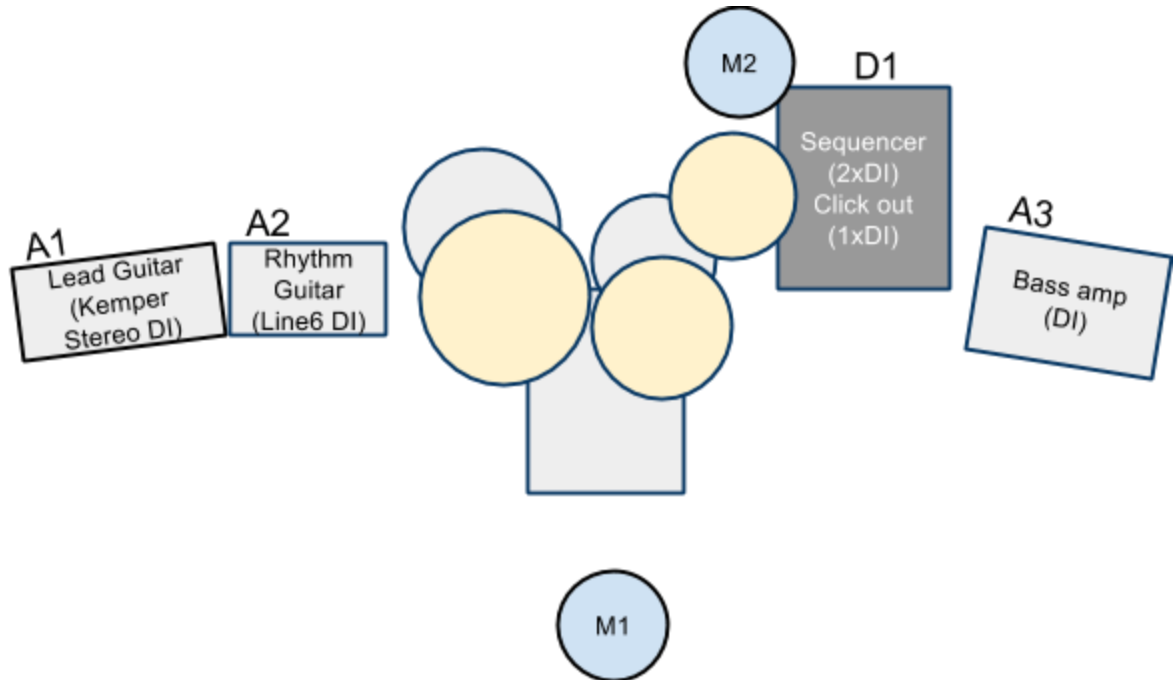 M2
D1
Sequencer
(2xDI)
Click out
(1xDI)
A1
Lead Guitar
(Kemper
Stereo DI)
A2
Rhythm
Guitar
(Line6 DI)
A3
Bass amp
(DI)
M1